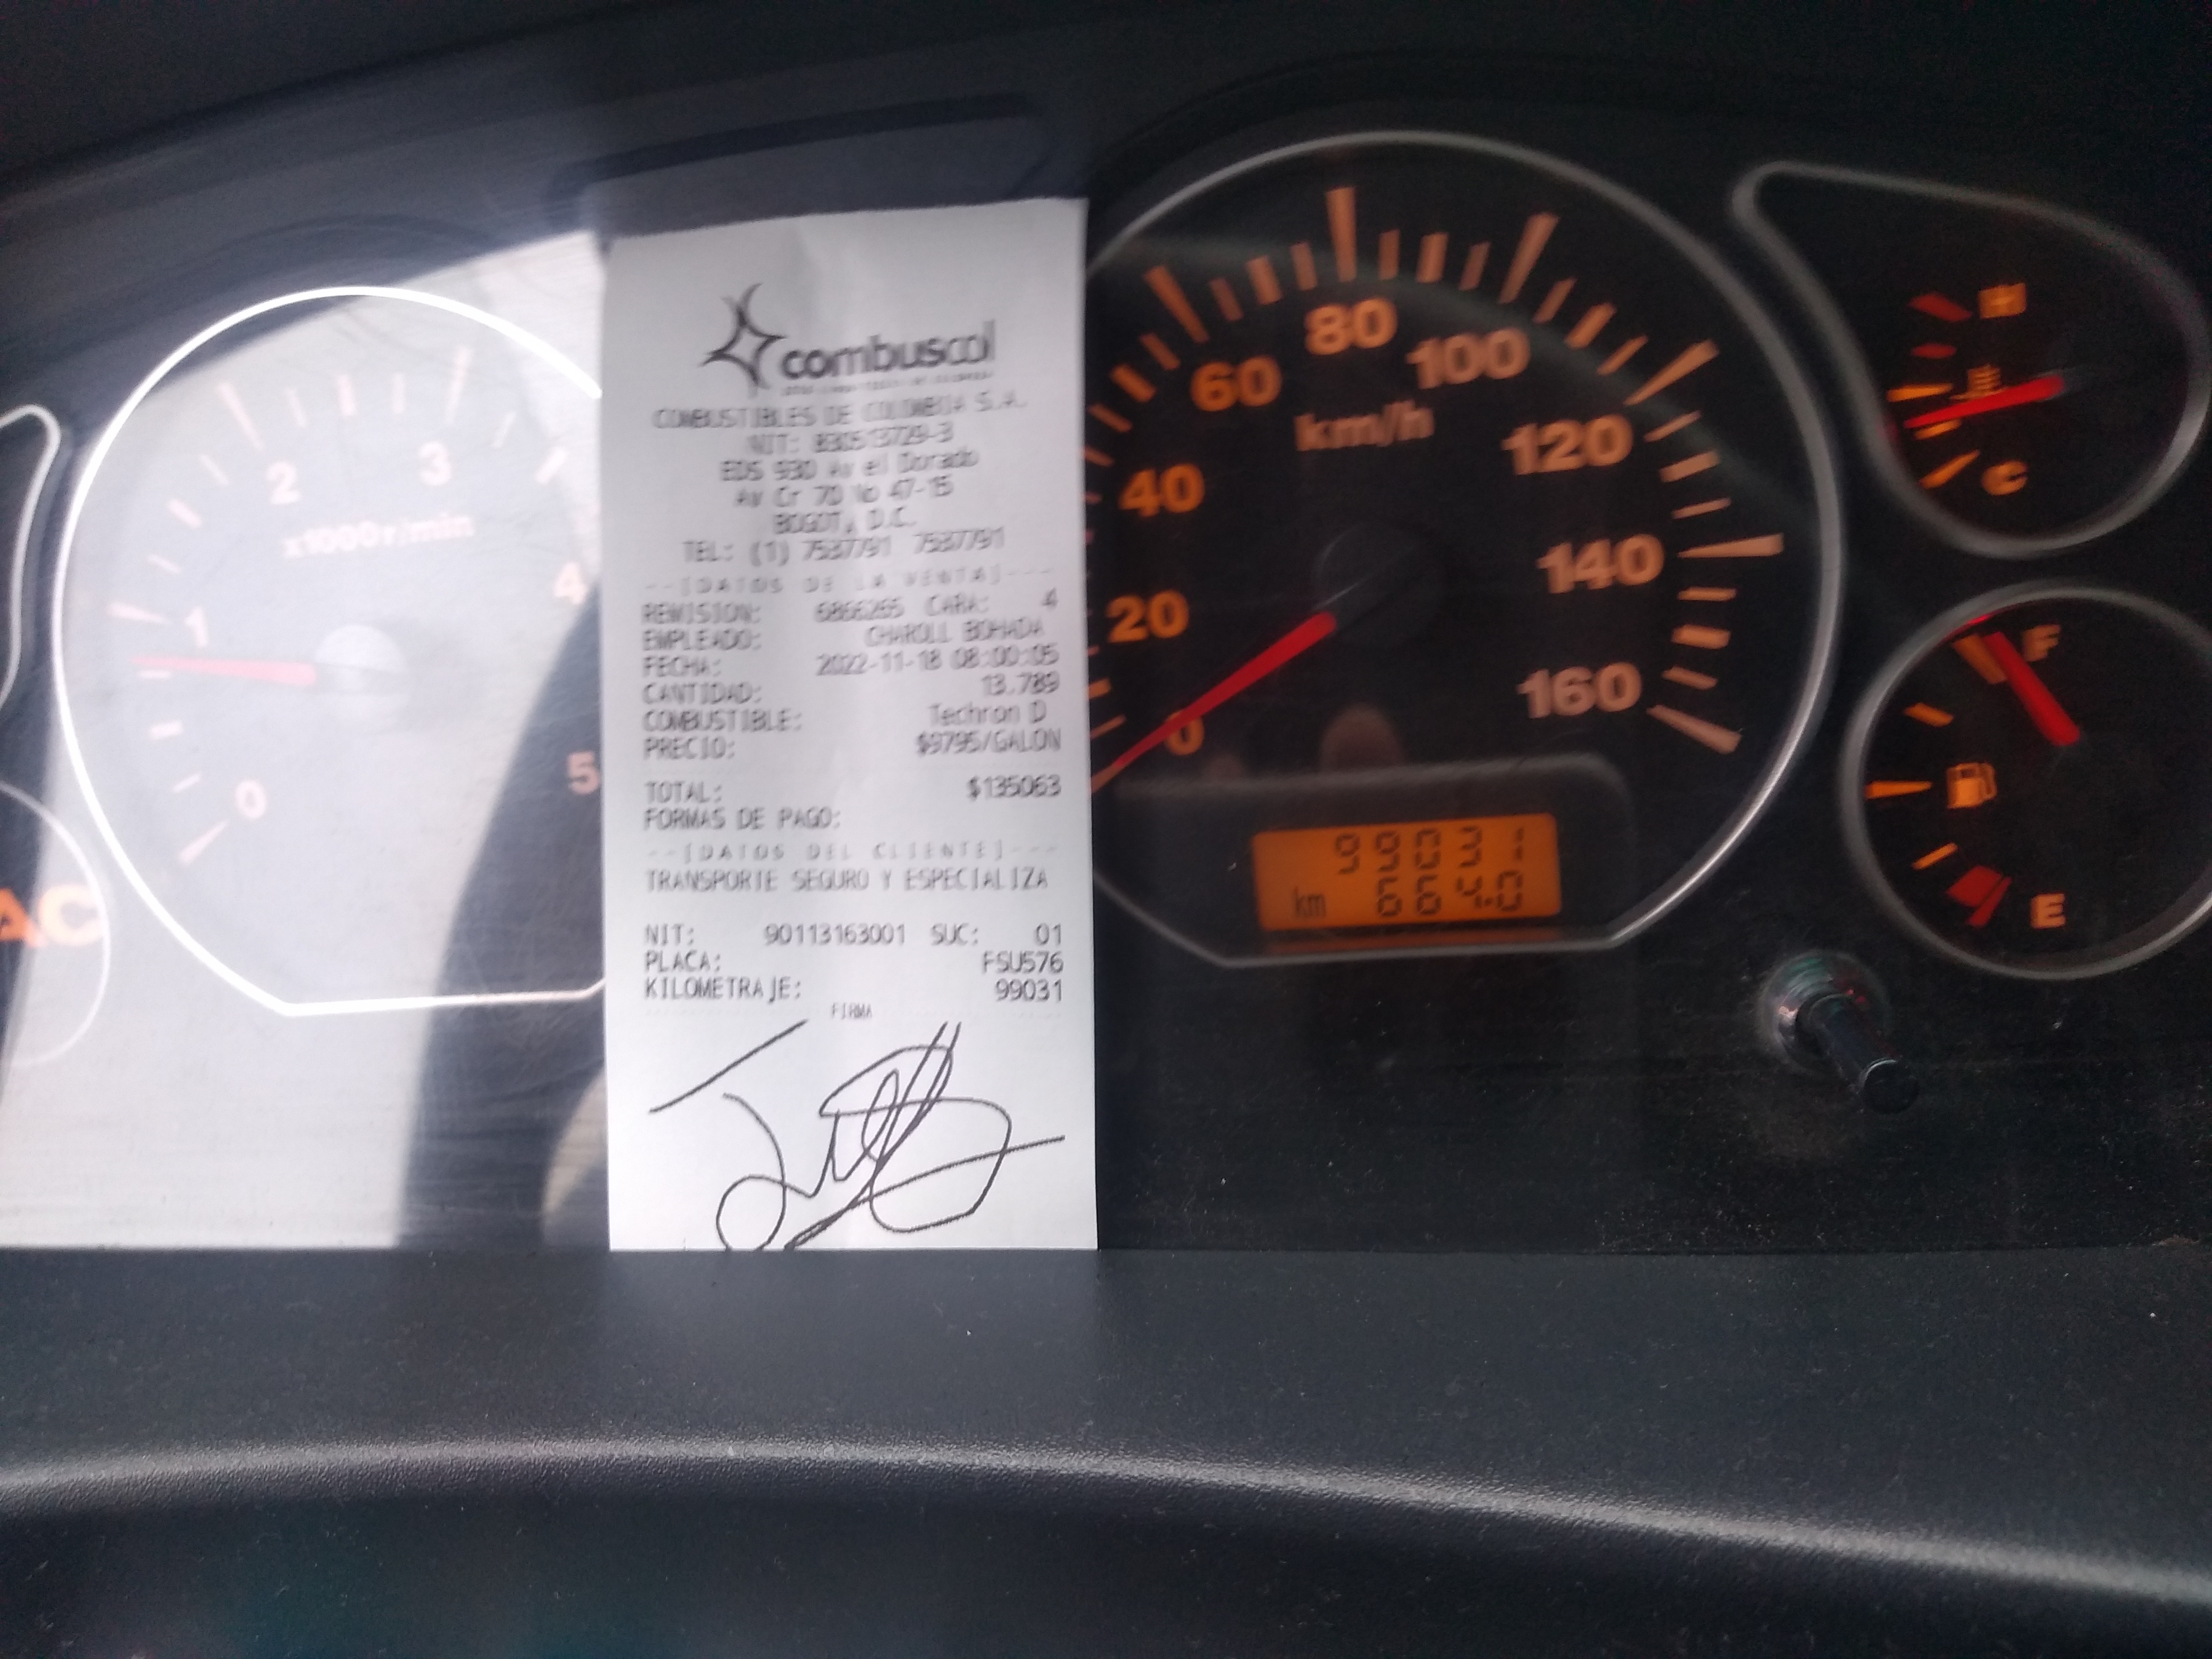 combuscol
COMBUSTIBLES DE COLOMBIA S.A.
NIT: 830513729-3
EDS 930 Av el Dorado
Av Cr 70 No 47-15
BOGOT, D.C.
TEL: (1) 7537791 7537791
--[DATOS DE LA VENTA]---
REMISION: 6866265 CARA: 4
EMPLEADO: CHAROLL BOHADA
FECHA: 2022-11-18 08:00:05
CANTIDAD: 13.789
COMBUSTIBLE: Techron D
PRECIO: $9795/GALON
TOTAL: $135063
FORMAS DE PAGO:
--[DATOS DEL CLIENTE]---
TRANSPORTE SEGURO Y ESPECIALIZA
NIT: 90113163001 SUC: 01
PLACA: FSU576
KILOMETRAJE: 99031
FIRMA
0
1
2
3
4
5
x1000r/min
AC
0
20
40
60
80
100
120
140
160
km/h
99031
km 664.0
H
C
F
E